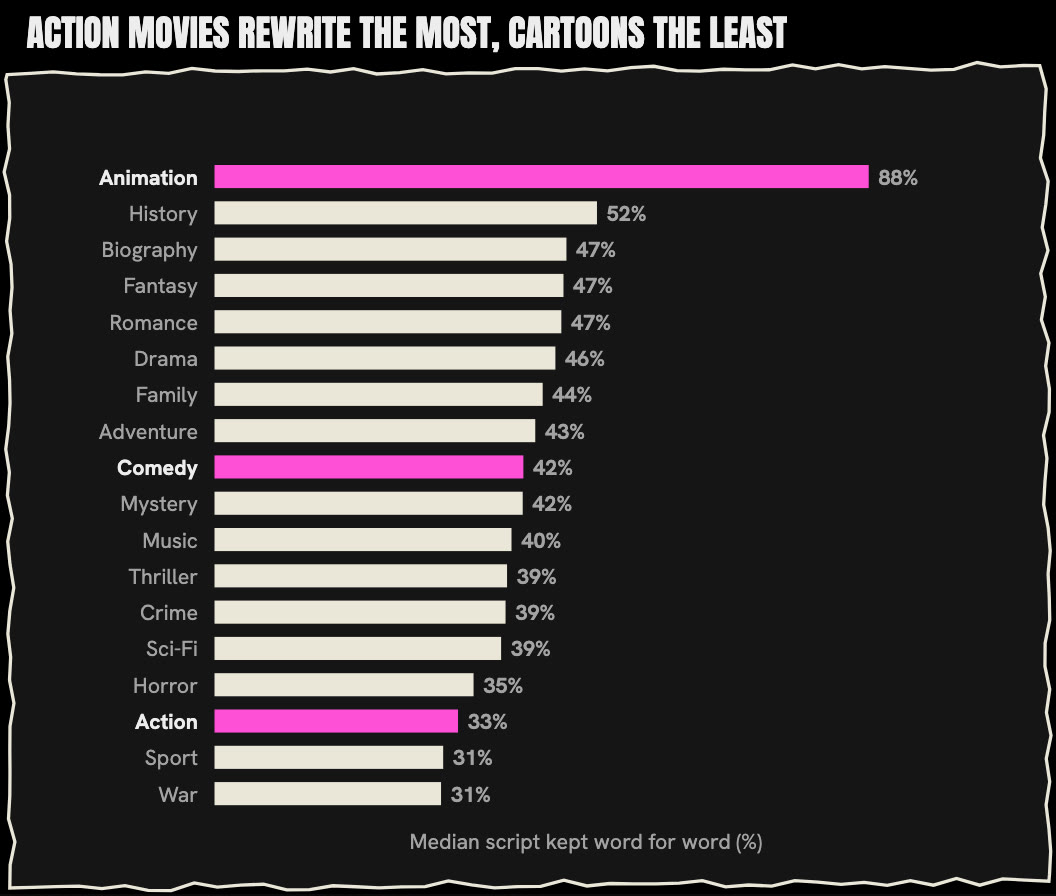 ACTION MOVIES REWRITE THE MOST, CARTOONS THE LEAST
Animation 88%
History 52%
Biography 47%
Fantasy 47%
Romance 47%
Drama 46%
Family 44%
Adventure 43%
Comedy 42%
Mystery 42%
Music 40%
Thriller 39%
Crime 39%
Sci-Fi 39%
Horror 35%
Action 33%
Sport 31%
War 31%
Median script kept word for word (%)